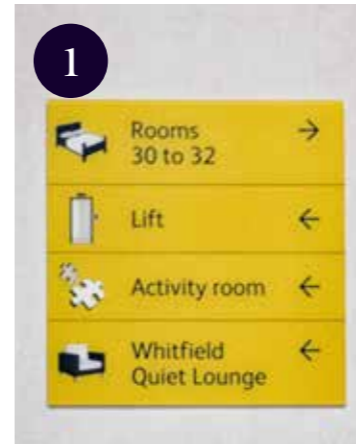 1
Rooms →
30 to 32
Lift ←
Activity room ←
Whitfield ←
Quiet Lounge